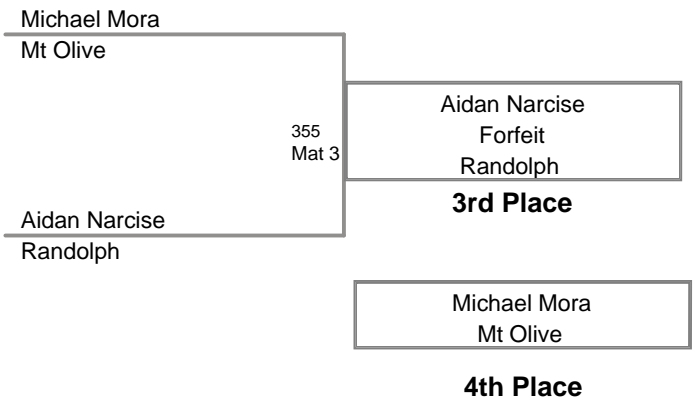 Michael Mora
Mt Olive
355
Mat 3
Aidan Narcise
Forfeit
Randolph
3rd Place
Aidan Narcise
Randolph
Michael Mora
Mt Olive
4th Place